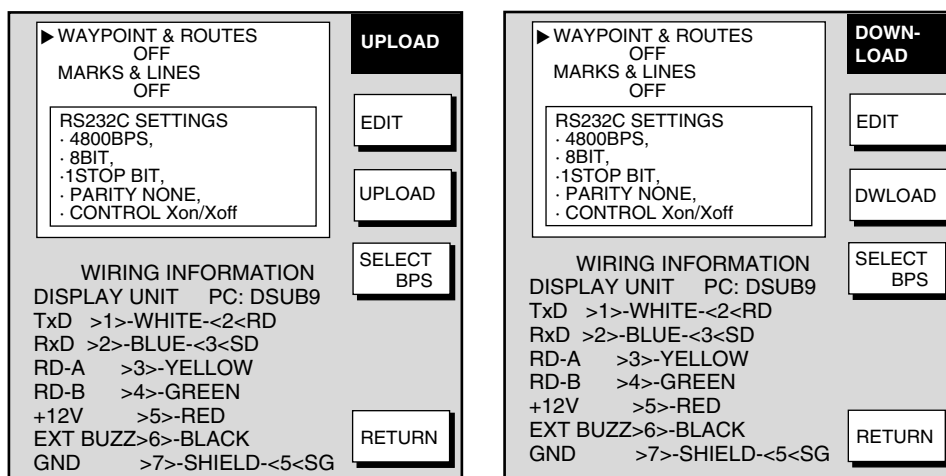 ▶WAYPOINT & ROUTES
OFF
MARKS & LINES
OFF
RS232C SETTINGS
· 4800BPS,
· 8BIT,
·1STOP BIT,
· PARITY NONE,
· CONTROL Xon/Xoff
WIRING INFORMATION
DISPLAY UNIT PC: DSUB9
TxD >1>-WHITE-<2<RD
RxD >2>-BLUE-<3<SD
RD-A >3>-YELLOW
RD-B >4>-GREEN
+12V >5>-RED
EXT BUZZ>6>-BLACK
GND >7>-SHIELD-<5<SG
UPLOAD
EDIT
UPLOAD
SELECT
BPS
RETURN
▶WAYPOINT & ROUTES
OFF
MARKS & LINES
OFF
RS232C SETTINGS
· 4800BPS,
· 8BIT,
·1STOP BIT,
· PARITY NONE,
· CONTROL Xon/Xoff
WIRING INFORMATION
DISPLAY UNIT PC: DSUB9
TxD >1>-WHITE-<2<RD
RxD >2>-BLUE-<3<SD
RD-A >3>-YELLOW
RD-B >4>-GREEN
+12V >5>-RED
EXT BUZZ>6>-BLACK
GND >7>-SHIELD-<5<SG
DOWN-
LOAD
EDIT
DWLOAD
SELECT
BPS
RETURN